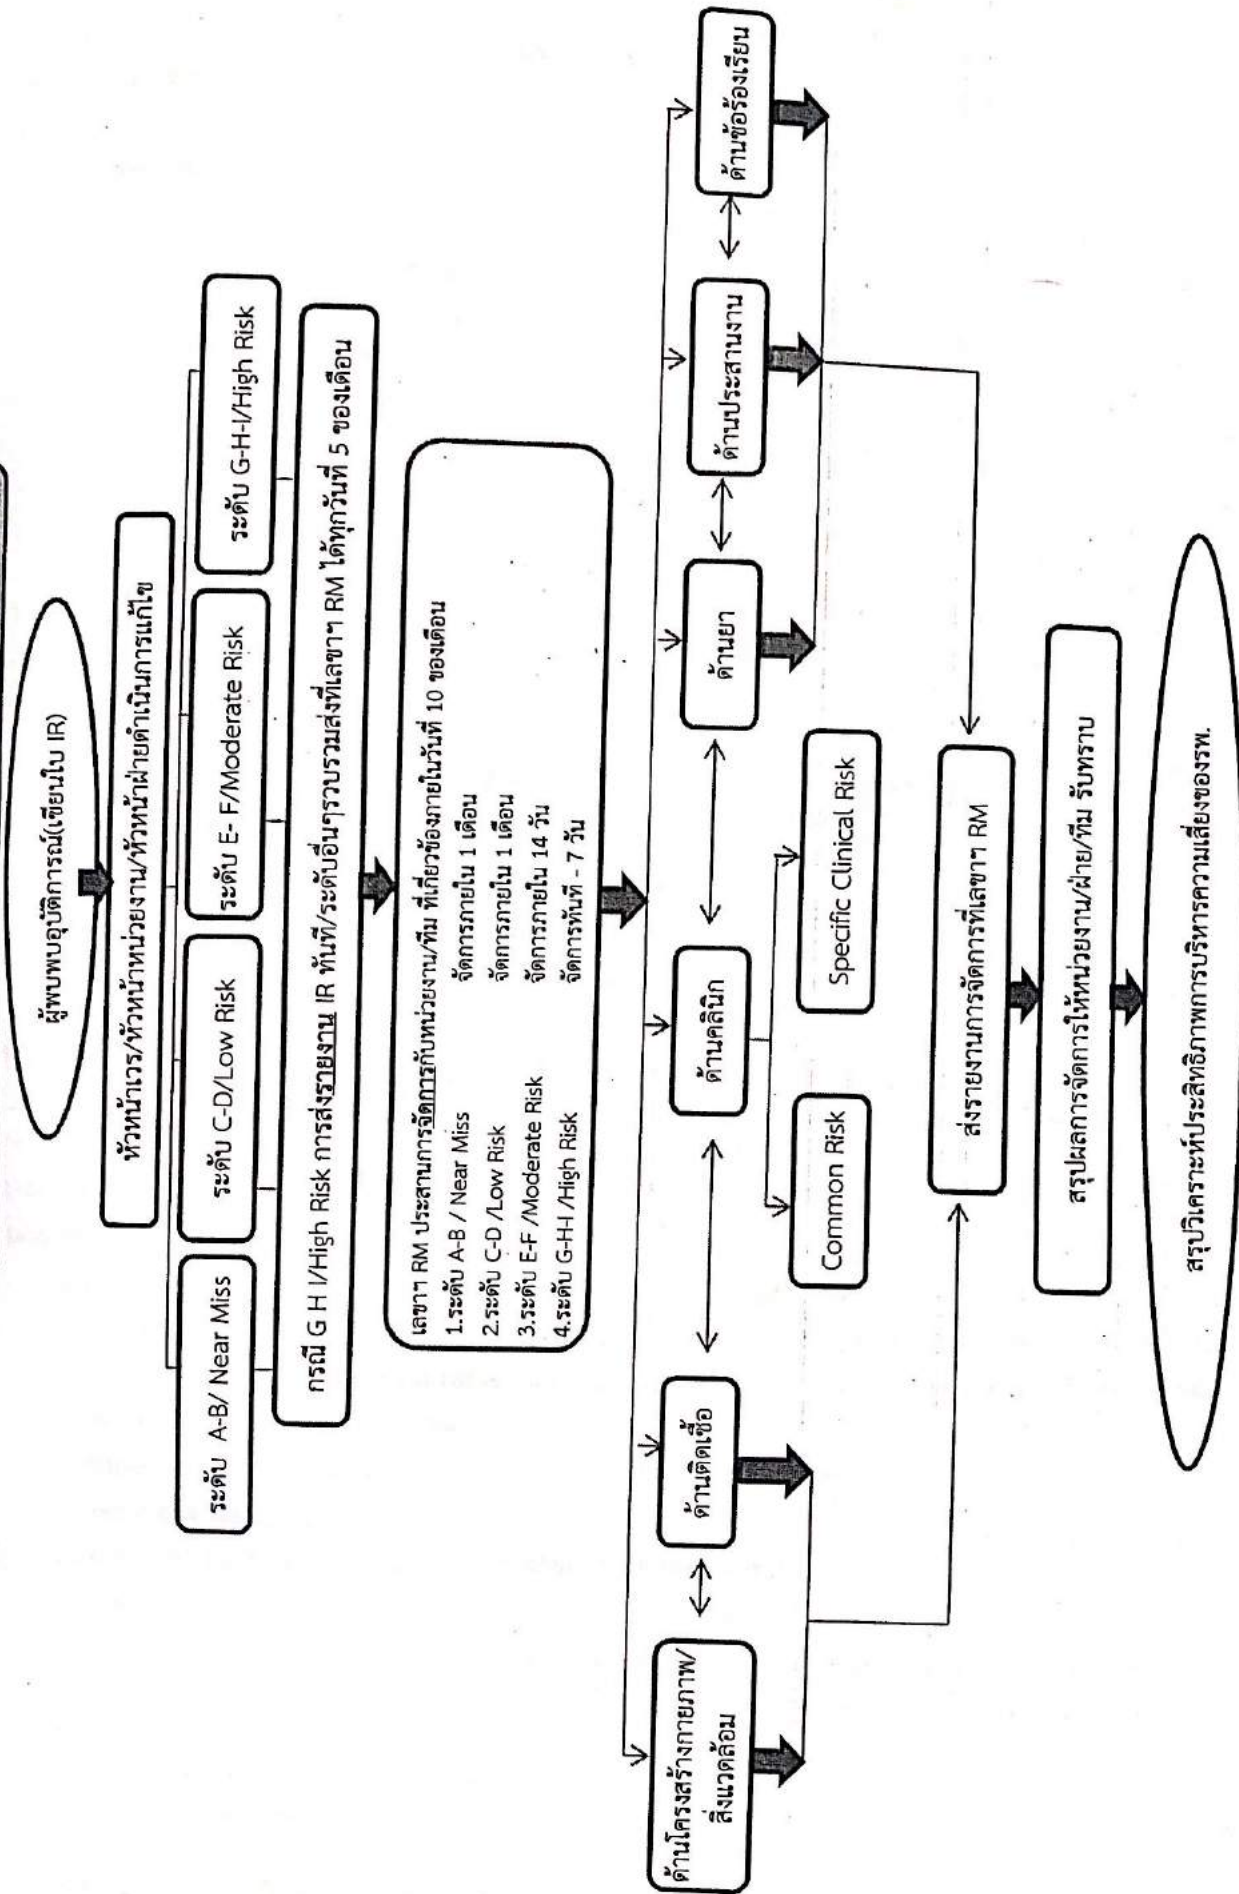 ผู้พบอุบัติการณ์(เขียนใบ IR)
หัวหน้าเวร/หัวหน้าหน่วยงาน/หัวหน้าฝ่ายดำเนินการแก้ไข
ระดับ A-B/ Near Miss
ระดับ C-D/Low Risk
ระดับ E- F/Moderate Risk
ระดับ G-H-I/High Risk
กรณี G H I/High Risk การส่งรายงาน IR ทันที/ระดับอื่นๆรวบรวมส่งที่เลขาฯ RM ได้ทุกวันที่ 5 ของเดือน
เลขาฯ RM ประสานการจัดการกับหน่วยงาน/ทีม ที่เกี่ยวข้องภายในวันที่ 10 ของเดือน
1.ระดับ A-B / Near Miss จัดการภายใน 1 เดือน
2.ระดับ C-D /Low Risk จัดการภายใน 1 เดือน
3.ระดับ E-F /Moderate Risk จัดการภายใน 14 วัน
4.ระดับ G-H-I /High Risk จัดการทันที – 7 วัน
ด้านโครงสร้างกายภาพ/
สิ่งแวดล้อม
ด้านติดเชื้อ
ด้านคลินิก
ด้านยา
ด้านประสานงาน
ด้านข้อร้องเรียน
Common Risk
Specific Clinical Risk
ส่งรายงานการจัดการที่เลขาฯ RM
สรุปผลการจัดการให้หน่วยงาน/ฝ่าย/ทีม รับทราบ
สรุปวิเคราะห์ประสิทธิภาพการบริหารความเสี่ยงของรพ.